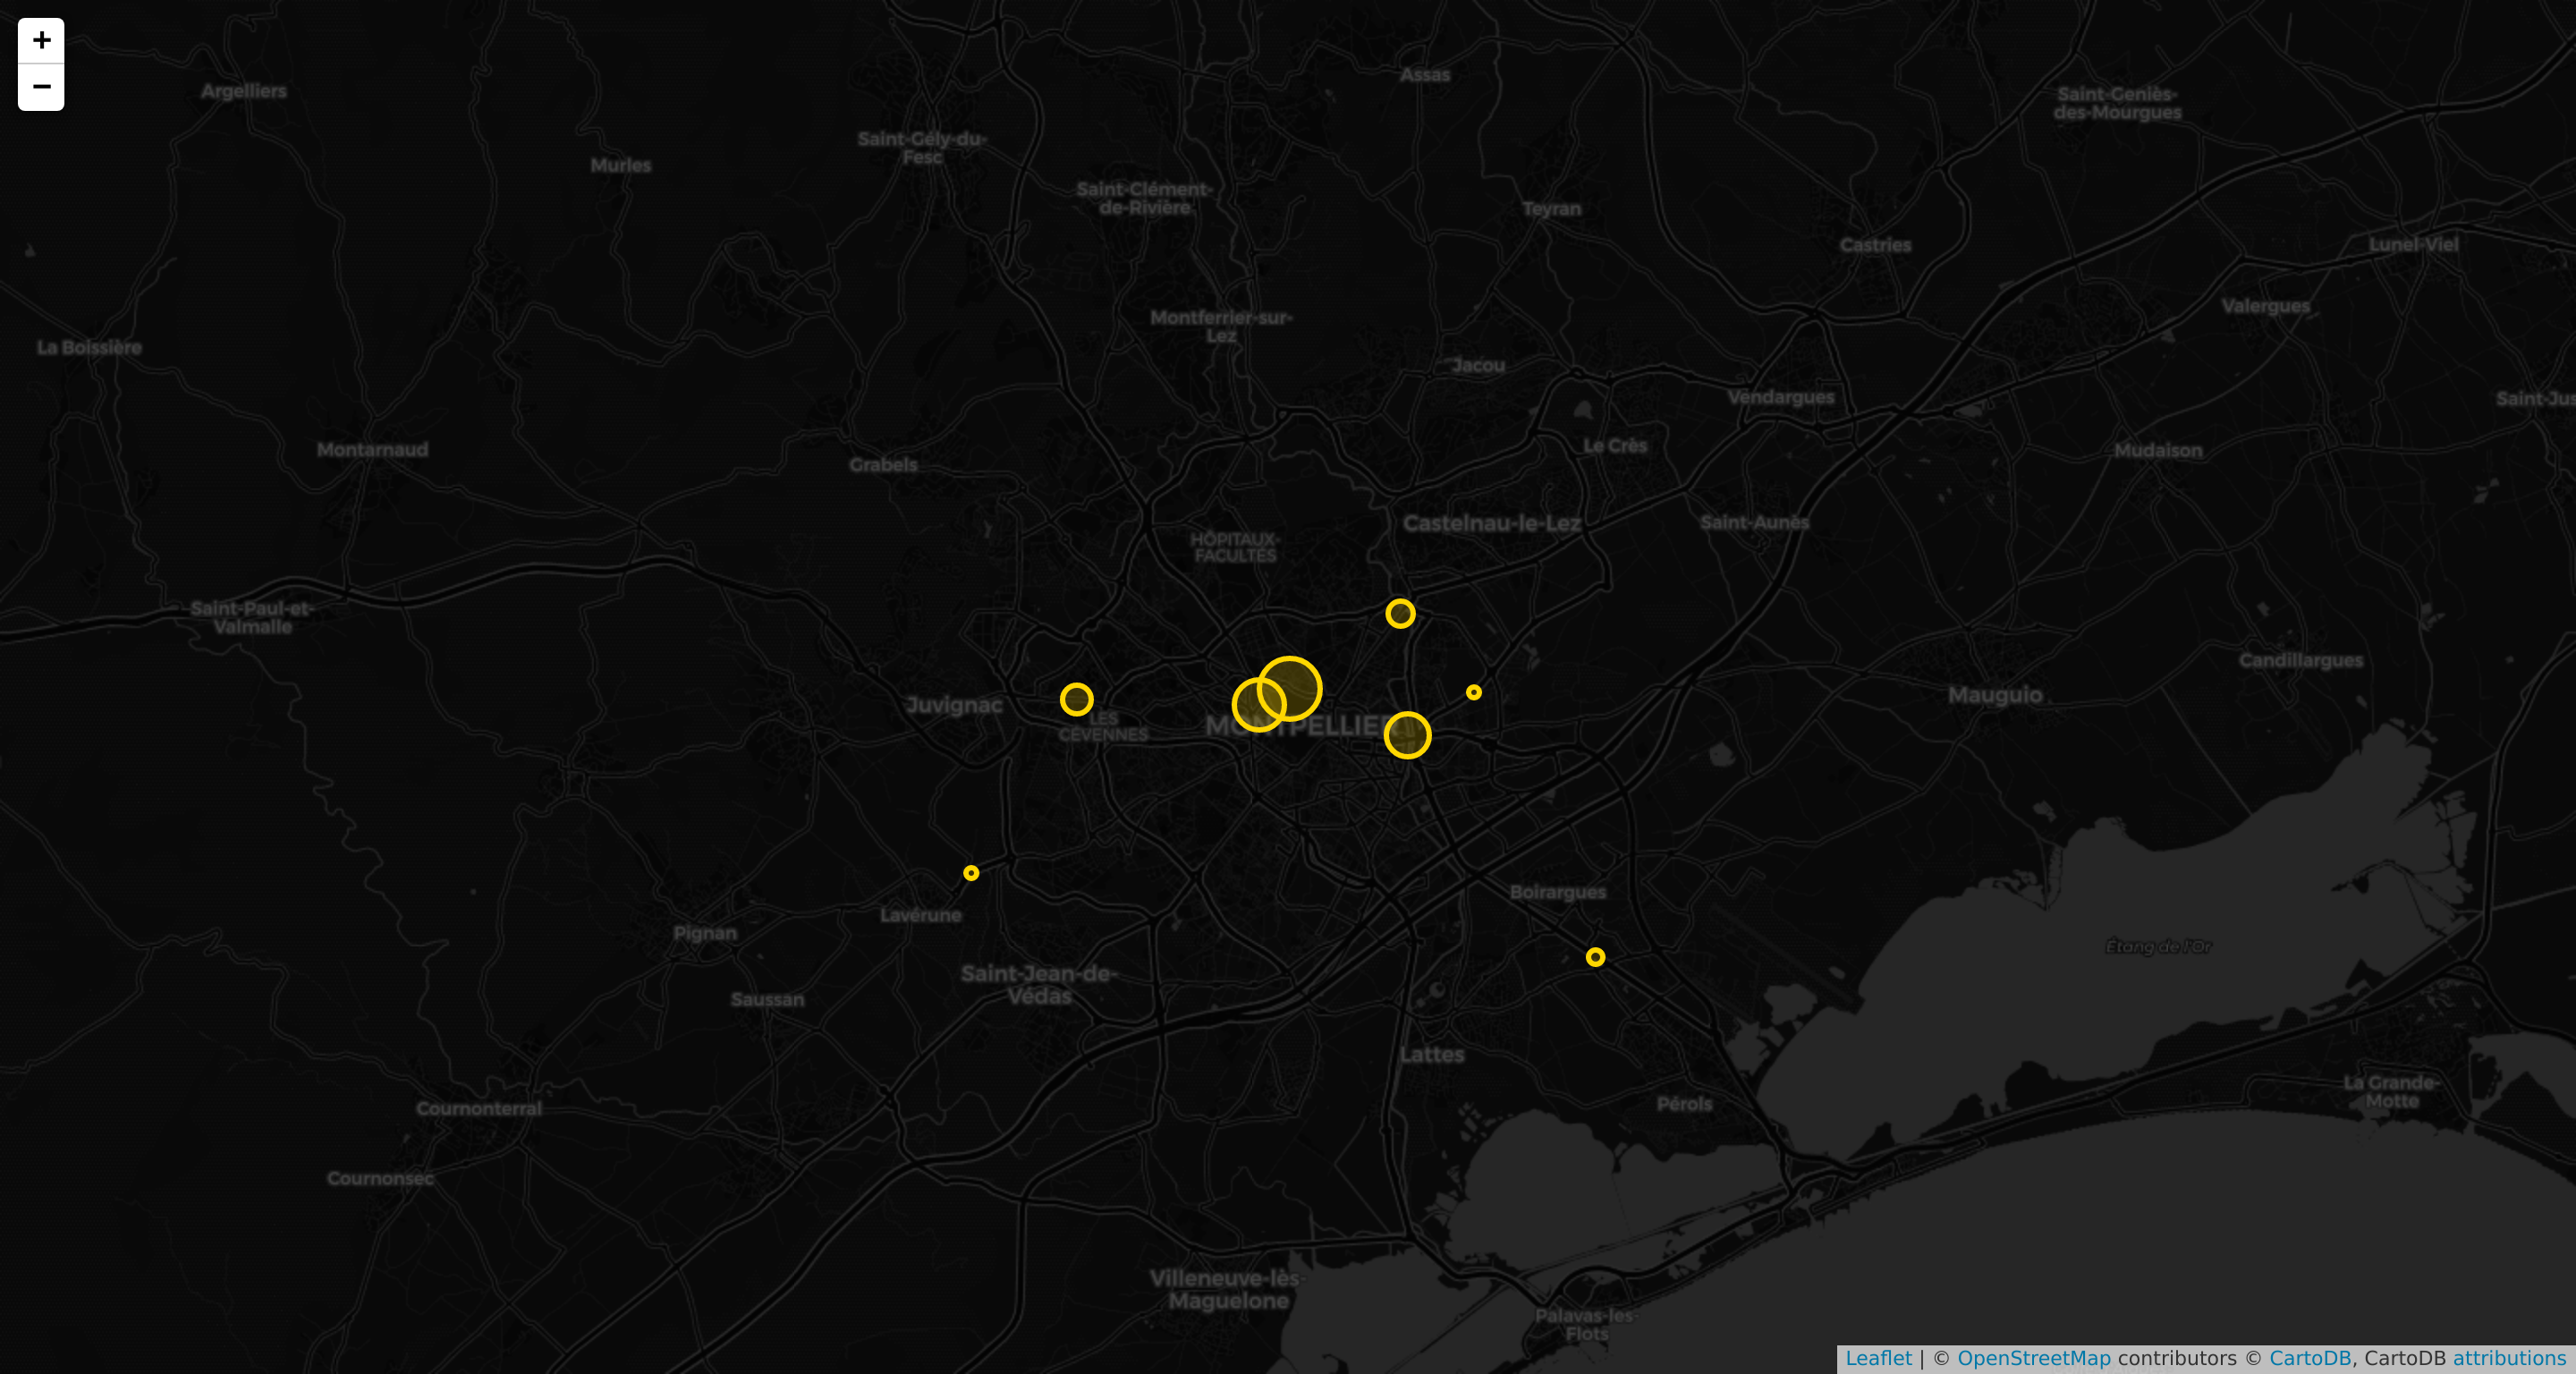 +
−
Assas
Argelliers
Saint-Geniès-
des-Mourgues
Saint-Gély-du-
Fesc
Murles
Saint-Clément-
de-Rivière
Teyran
Castries
Lunel-Viel
Valergues
Montferrier-sur-
Lez
La Boissière
Jacou
Vendargues
Saint-Jus
Montarnaud
Le Crès
Mudaison
Grabels
Castelnau-le-Lez
Saint-Aunès
HÔPITAUX-
FACULTÉS
Saint-Paul-et-
Valmalle
Candillargues
Mauguio
Juvignac
LES
CÉVENNES
MONTPELLIER
Boirargues
Lavérune
Pignan
Étang de l'Or
Saint-Jean-de-
Védas
Saussan
Lattes
La Grande-
Motte
Pérols
Cournonterral
Cournonsec
Villeneuve-lès-
Maguelone
Palavas-les-
Flots
Leaflet | © OpenStreetMap contributors © CartoDB, CartoDB attributions